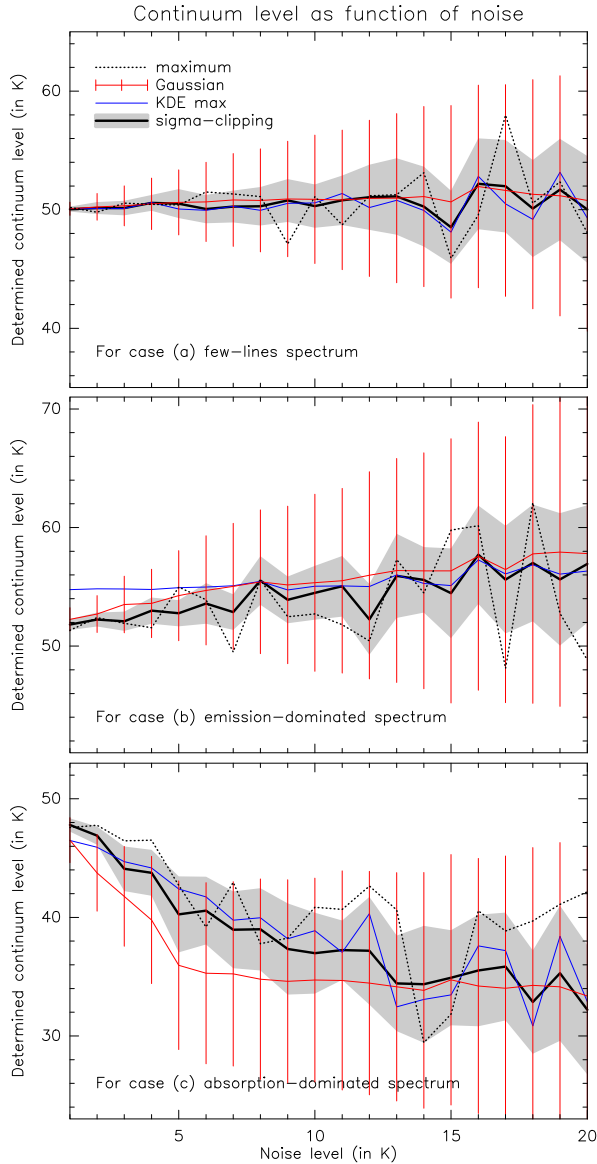 Continuum level as function of noise
60
50
40
Determined continuum level (in K)
maximum
Gaussian
KDE max
sigma-clipping
For case (a) few-lines spectrum
70
60
50
Determined continuum level (in K)
For case (b) emission-dominated spectrum
50
40
30
Determined continuum level (in K)
For case (c) absorption-dominated spectrum
5 10 15 20
Noise level (in K)